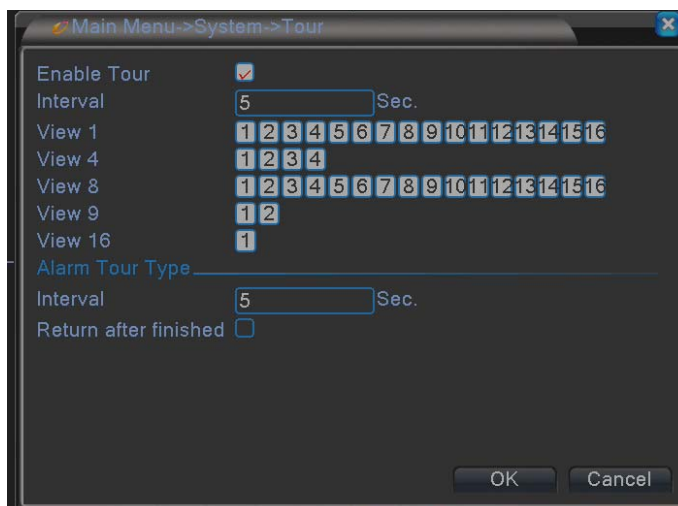 Main Menu->System->Tour
Enable Tour
Interval 5 Sec.
View 1 1 2 3 4 5 6 7 8 9 10 11 12 13 14 15 16
View 4 1 2 3 4
View 8 1 2 3 4 5 6 7 8 9 10 11 12 13 14 15 16
View 9 1 2
View 16 1
Alarm Tour Type
Interval 5 Sec.
Return after finished
OK Cancel